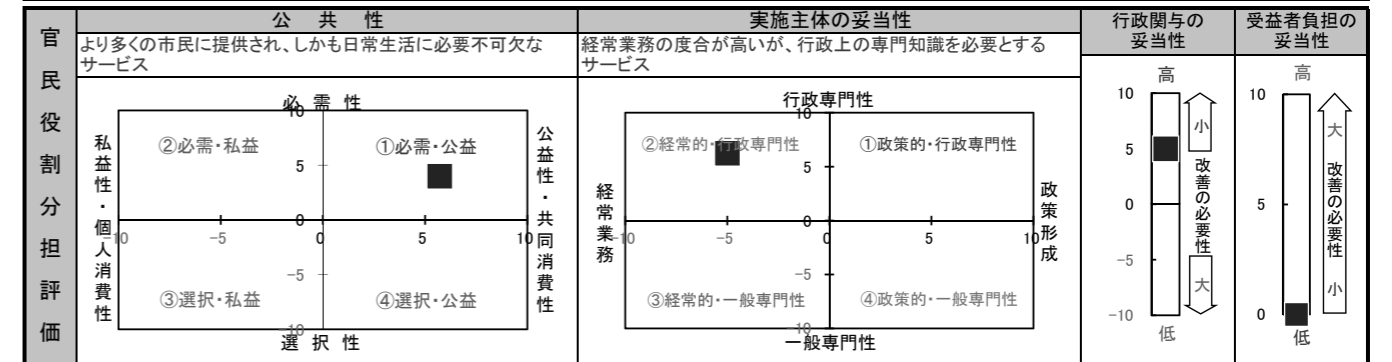 官民役割分担評価
公 共 性
より多くの市民に提供され、しかも日常生活に必要不可欠な
サービス
必 需 性
10
②必需・私益
①必需・公益
5
私益性・個人消費性
公益性・共同消費性
0
-10
-5
0
5
10
-5
③選択・私益
④選択・公益
-10
選 択 性
実施主体の妥当性
経常業務の度合が高いが、行政上の専門知識を必要とする
サービス
行政専門性
10
②経常的・行政専門性
①政策的・行政専門性
5
経常業務
政策形成
0
-10
-5
0
5
10
-5
③経常的・一般専門性
④政策的・一般専門性
-10
一般専門性
行政関与の
妥当性
高
10
5
0
-5
-10
低
小
改善の必要性
大
受益者負担の
妥当性
高
10
5
0
低
大
改善の必要性
小